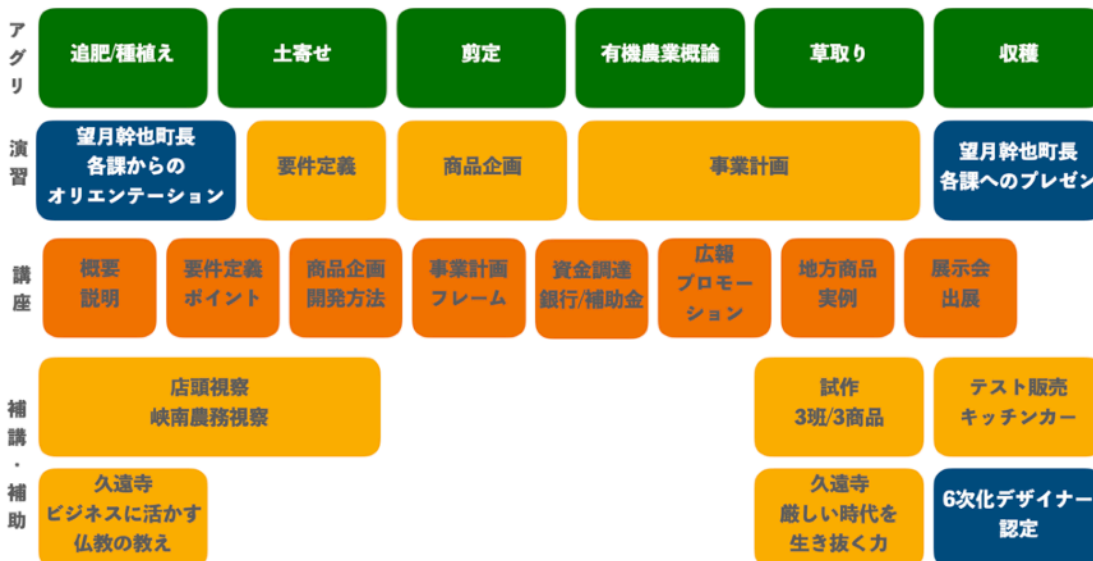 アグリ
追肥/種植え
土寄せ
剪定
有機農業概論
草取り
収穫
演習
望月幹也町長
各課からの
オリエンテーション
要件定義
商品企画
事業計画
望月幹也町長
各課へのプレゼン
講座
概要
説明
要件定義
ポイント
商品企画
開発方法
事業計画
フレーム
資金調達
銀行/補助金
広報
プロモー
ション
地方商品
実例
展示会
出展
補講・補助
店頭視察
峡南農務視察
試作
3班/3商品
テスト販売
キッチンカー
久遠寺
ビジネスに活かす
仏教の教え
久遠寺
厳しい時代を
生き抜く力
6次化デザイナー
認定